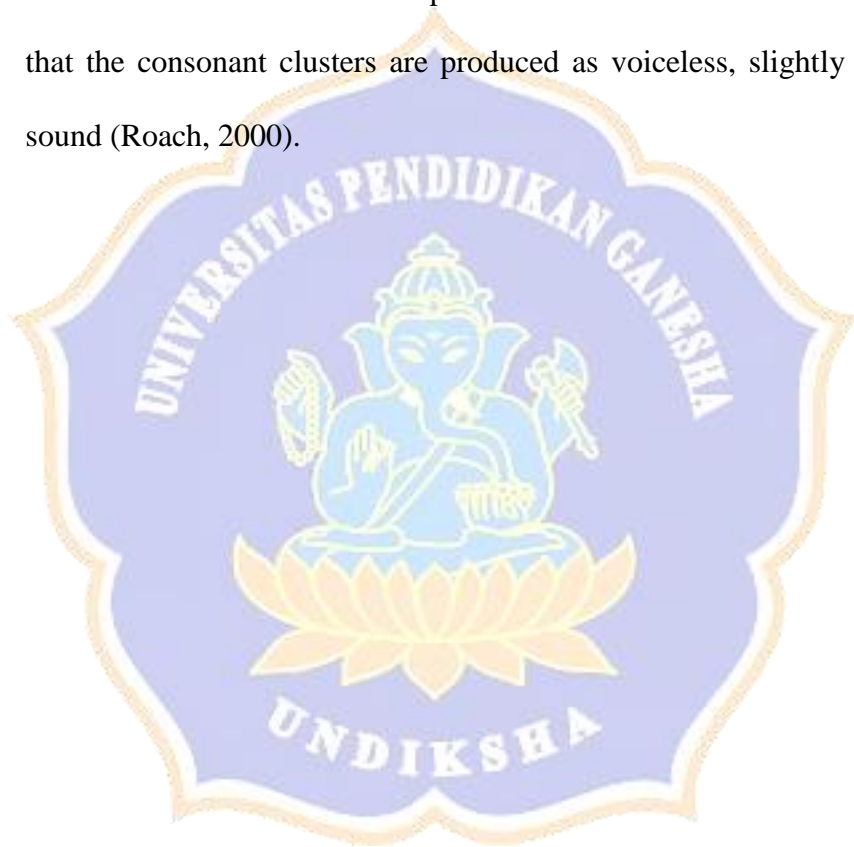 that the consonant clusters are produced as voiceless, slightly
sound (Roach, 2000).
UNIVERSITAS PENDIDIKAN GANESHA
UNDIKSHA